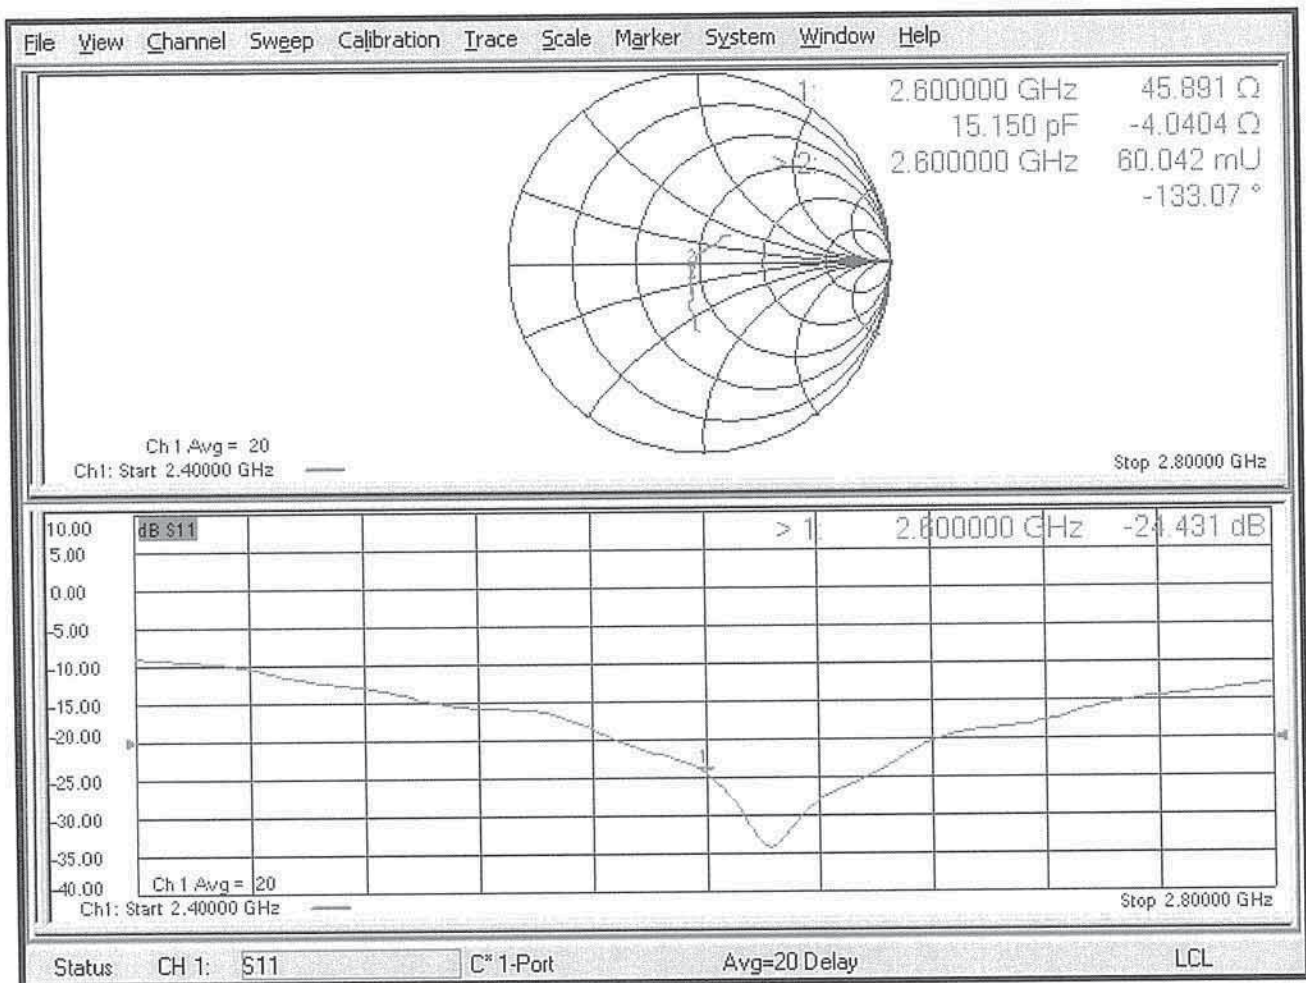 File View Channel Sweep Calibration Trace Scale Marker System Window Help
1: 2.600000 GHz 45.891 Ω
15.150 pF -4.0404 Ω
> 2: 2.600000 GHz 60.042 mU
-133.07 °
2
Ch 1 Avg = 20
Ch1: Start 2.40000 GHz
Stop 2.80000 GHz
10.00
dB S11
> 1: 2.600000 GHz -24.431 dB
5.00
0.00
-5.00
-10.00
-15.00
-20.00
1
-25.00
-30.00
-35.00
-40.00
Ch 1 Avg = 20
Ch1: Start 2.40000 GHz
Stop 2.80000 GHz
Status CH 1: S11 C* 1-Port Avg=20 Delay LCL